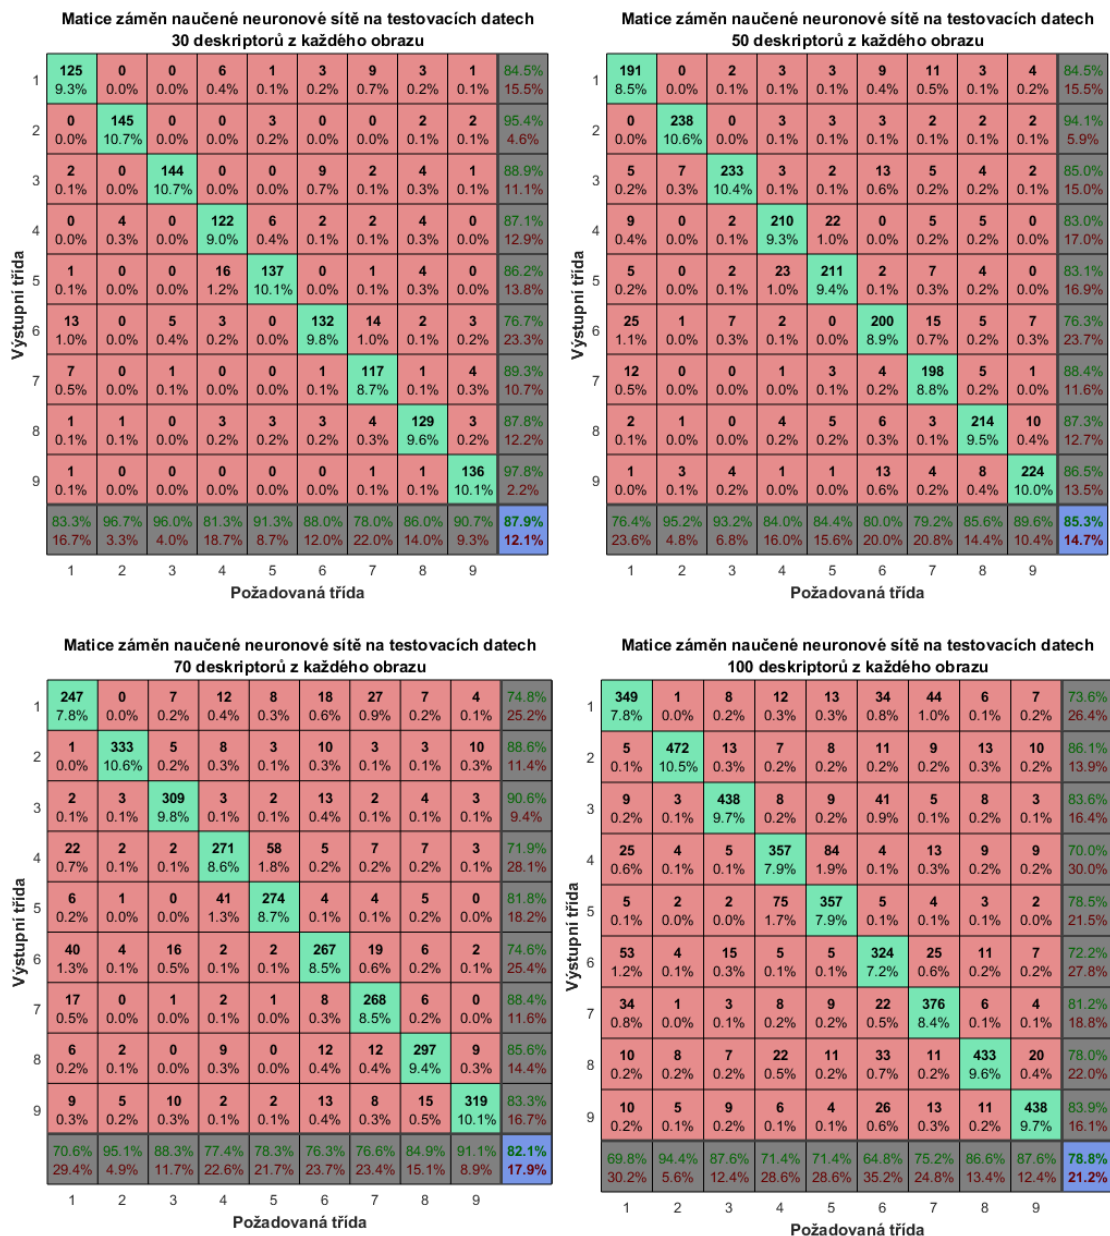 Matice záměn naučené neuronové sítě na testovacích datech
30 deskriptorů z každého obrazu
1 125 0 0 6 1 3 9 3 1 84.5%
9.3% 0.0% 0.0% 0.4% 0.1% 0.2% 0.7% 0.2% 0.1% 15.5%
2 0 145 0 0 3 0 0 2 2 95.4%
0.0% 10.7% 0.0% 0.0% 0.2% 0.0% 0.0% 0.1% 0.1% 4.6%
3 2 0 144 0 0 9 2 4 1 88.9%
0.1% 0.0% 10.7% 0.0% 0.0% 0.7% 0.1% 0.3% 0.1% 11.1%
4 0 4 0 122 6 2 2 4 0 87.1%
0.0% 0.3% 0.0% 9.0% 0.4% 0.1% 0.1% 0.3% 0.0% 12.9%
5 1 0 0 16 137 0 1 4 0 86.2%
0.1% 0.0% 0.0% 1.2% 10.1% 0.0% 0.1% 0.3% 0.0% 13.8%
6 13 0 5 3 0 132 14 2 3 76.7%
1.0% 0.0% 0.4% 0.2% 0.0% 9.8% 1.0% 0.1% 0.2% 23.3%
7 7 0 1 0 0 1 117 1 4 89.3%
0.5% 0.0% 0.1% 0.0% 0.0% 0.1% 8.7% 0.1% 0.3% 10.7%
8 1 1 0 3 3 3 4 129 3 87.8%
0.1% 0.1% 0.0% 0.2% 0.2% 0.2% 0.3% 9.6% 0.2% 12.2%
9 1 0 0 0 0 0 1 1 136 97.8%
0.1% 0.0% 0.0% 0.0% 0.0% 0.0% 0.1% 0.1% 10.1% 2.2%
83.3% 96.7% 96.0% 81.3% 91.3% 88.0% 78.0% 86.0% 90.7% 87.9%
16.7% 3.3% 4.0% 18.7% 8.7% 12.0% 22.0% 14.0% 9.3% 12.1%
1 2 3 4 5 6 7 8 9
Požadovaná třída
Výstupní třída
Matice záměn naučené neuronové sítě na testovacích datech
50 deskriptorů z každého obrazu
1 191 0 2 3 3 9 11 3 4 84.5%
8.5% 0.0% 0.1% 0.1% 0.1% 0.4% 0.5% 0.1% 0.2% 15.5%
2 0 238 0 3 3 3 2 2 2 94.1%
0.0% 10.6% 0.0% 0.1% 0.1% 0.1% 0.1% 0.1% 0.1% 5.9%
3 5 7 233 3 2 13 5 4 2 85.0%
0.2% 0.3% 10.4% 0.1% 0.1% 0.6% 0.2% 0.2% 0.1% 15.0%
4 9 0 2 210 22 0 5 5 0 83.0%
0.4% 0.0% 0.1% 9.3% 1.0% 0.0% 0.2% 0.2% 0.0% 17.0%
5 5 0 2 23 211 2 7 4 0 83.1%
0.2% 0.0% 0.1% 1.0% 9.4% 0.1% 0.3% 0.2% 0.0% 16.9%
6 25 1 7 2 0 200 15 5 7 76.3%
1.1% 0.0% 0.3% 0.1% 0.0% 8.9% 0.7% 0.2% 0.3% 23.7%
7 12 0 0 1 3 4 198 5 1 88.4%
0.5% 0.0% 0.0% 0.0% 0.1% 0.2% 8.8% 0.2% 0.0% 11.6%
8 2 1 0 4 5 6 3 214 10 87.3%
0.1% 0.0% 0.0% 0.2% 0.2% 0.3% 0.1% 9.5% 0.4% 12.7%
9 1 3 4 1 1 13 4 8 224 86.5%
0.0% 0.1% 0.2% 0.0% 0.0% 0.6% 0.2% 0.4% 10.0% 13.5%
76.4% 95.2% 93.2% 84.0% 84.4% 80.0% 79.2% 85.6% 89.6% 85.3%
23.6% 4.8% 6.8% 16.0% 15.6% 20.0% 20.8% 14.4% 10.4% 14.7%
1 2 3 4 5 6 7 8 9
Požadovaná třída
Výstupní třída
Matice záměn naučené neuronové sítě na testovacích datech
70 deskriptorů z každého obrazu
1 247 0 7 12 8 18 27 7 4 74.8%
7.8% 0.0% 0.2% 0.4% 0.3% 0.6% 0.9% 0.2% 0.1% 25.2%
2 1 333 5 8 3 10 3 3 10 88.6%
0.0% 10.6% 0.2% 0.3% 0.1% 0.3% 0.1% 0.1% 0.3% 11.4%
3 2 3 309 3 2 13 2 4 3 90.6%
0.1% 0.1% 9.8% 0.1% 0.1% 0.4% 0.1% 0.1% 0.1% 9.4%
4 22 2 2 271 58 5 7 7 3 71.9%
0.7% 0.1% 0.1% 8.6% 1.8% 0.2% 0.2% 0.2% 0.1% 28.1%
5 6 1 0 41 274 4 4 5 0 81.8%
0.2% 0.0% 0.0% 1.3% 8.7% 0.1% 0.1% 0.2% 0.0% 18.2%
6 40 4 16 2 2 267 19 6 2 74.6%
1.3% 0.1% 0.5% 0.1% 0.1% 8.5% 0.6% 0.2% 0.1% 25.4%
7 17 0 1 2 1 8 268 6 0 88.4%
0.5% 0.0% 0.0% 0.1% 0.0% 0.3% 8.5% 0.2% 0.0% 11.6%
8 6 2 0 9 0 12 12 297 9 85.6%
0.2% 0.1% 0.0% 0.3% 0.0% 0.4% 0.4% 9.4% 0.3% 14.4%
9 9 5 10 2 2 13 8 15 319 83.3%
0.3% 0.2% 0.3% 0.1% 0.1% 0.4% 0.3% 0.5% 10.1% 16.7%
70.6% 95.1% 88.3% 77.4% 78.3% 76.3% 76.6% 84.9% 91.1% 82.1%
29.4% 4.9% 11.7% 22.6% 21.7% 23.7% 23.4% 15.1% 8.9% 17.9%
1 2 3 4 5 6 7 8 9
Požadovaná třída
Výstupní třída
Matice záměn naučené neuronové sítě na testovacích datech
100 deskriptorů z každého obrazu
1 349 1 8 12 13 34 44 6 7 73.6%
7.8% 0.0% 0.2% 0.3% 0.3% 0.8% 1.0% 0.1% 0.2% 26.4%
2 5 472 13 7 8 11 9 13 10 86.1%
0.1% 10.5% 0.3% 0.2% 0.2% 0.2% 0.2% 0.3% 0.2% 13.9%
3 9 3 438 8 9 41 5 8 3 83.6%
0.2% 0.1% 9.7% 0.2% 0.2% 0.9% 0.1% 0.2% 0.1% 16.4%
4 25 4 5 357 84 4 13 9 9 70.0%
0.6% 0.1% 0.1% 7.9% 1.9% 0.1% 0.3% 0.2% 0.2% 30.0%
5 5 2 2 75 357 5 4 3 2 78.5%
0.1% 0.0% 0.0% 1.7% 7.9% 0.1% 0.1% 0.1% 0.0% 21.5%
6 53 4 15 5 5 324 25 11 7 72.2%
1.2% 0.1% 0.3% 0.1% 0.1% 7.2% 0.6% 0.2% 0.2% 27.8%
7 34 1 3 8 9 22 376 6 4 81.2%
0.8% 0.0% 0.1% 0.2% 0.2% 0.5% 8.4% 0.1% 0.1% 18.8%
8 10 8 7 22 11 33 11 433 20 78.0%
0.2% 0.2% 0.2% 0.5% 0.2% 0.7% 0.2% 9.6% 0.4% 22.0%
9 10 5 9 6 4 26 13 11 438 83.9%
0.2% 0.1% 0.2% 0.1% 0.1% 0.6% 0.3% 0.2% 9.7% 16.1%
69.8% 94.4% 87.6% 71.4% 71.4% 64.8% 75.2% 86.6% 87.6% 78.8%
30.2% 5.6% 12.4% 28.6% 28.6% 35.2% 24.8% 13.4% 12.4% 21.2%
1 2 3 4 5 6 7 8 9
Požadovaná třída
Výstupní třída